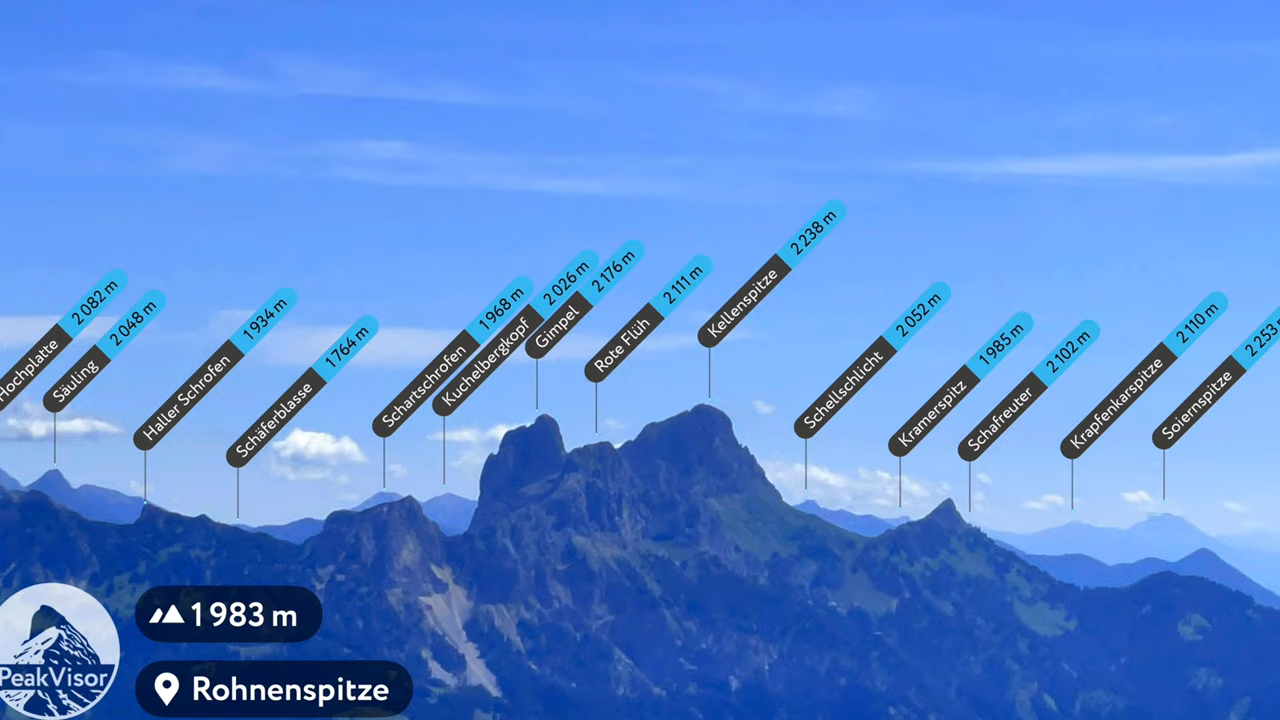 Hochplatte 2082 m
Säuling 2048 m
Haller Schrofen 1934 m
Schäferblasse 1764 m
Schartschrofen 1968 m
Kuchelbergkopf 2026 m
Gimpel 2176 m
Rote Flüh 2111 m
Kellenspitze 2238 m
Schellschlicht 2052 m
Kramerspitz 1985 m
Schafreuter 2102 m
Krapfenkarspitze 2110 m
Soiernspitze 2253
1983 m
PeakVisor
Rohnenspitze